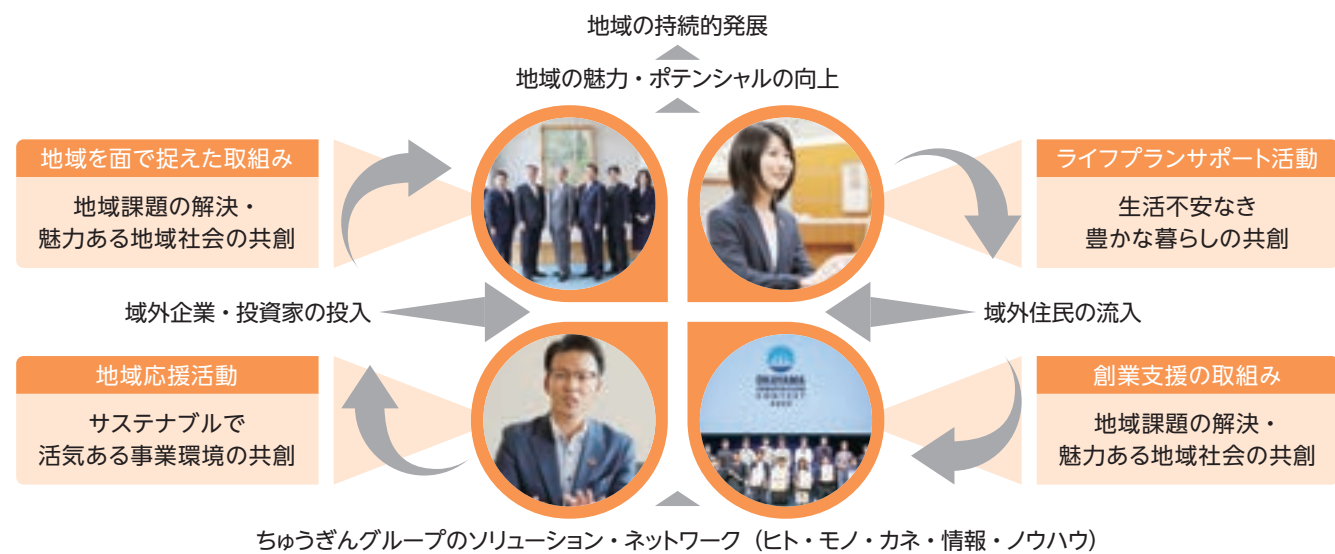 地域の持続的発展
地域の魅力・ポテンシャルの向上
地域を面で捉えた取組み
地域課題の解決・
魅力ある地域社会の共創
ライフプランサポート活動
生活不安なき
豊かな暮らしの共創
域外企業・投資家の投入
域外住民の流入
地域応援活動
サステナブルで
活気ある事業環境の共創
OKAYAMA
CONTEST
創業支援の取組み
地域課題の解決・
魅力ある地域社会の共創
ちゅうぎんグループのソリューション・ネットワーク（ヒト・モノ・カネ・情報・ノウハウ）